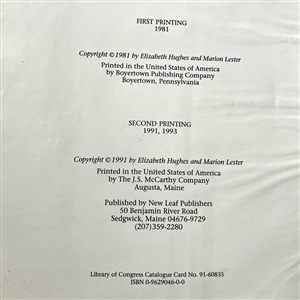 FIRST PRINTING
1981
Copyright © 1981 by Elizabeth Hughes and Marion Lester
Printed in the United States of America
by Boyertown Publishing Company
Boyertown, Pennsylvania
SECOND PRINTING
1991, 1993
Copyright © 1991 by Elizabeth Hughes and Marion Lester
Printed in the United States of America
by The J.S. McCarthy Company
Augusta, Maine
Published by New Leaf Publishers
50 Benjamin River Road
Sedgwick, Maine 04676-9729
(207)359-2280
Library of Congress Catalogue Card No. 91-60835
ISBN 0-9629046-0-0